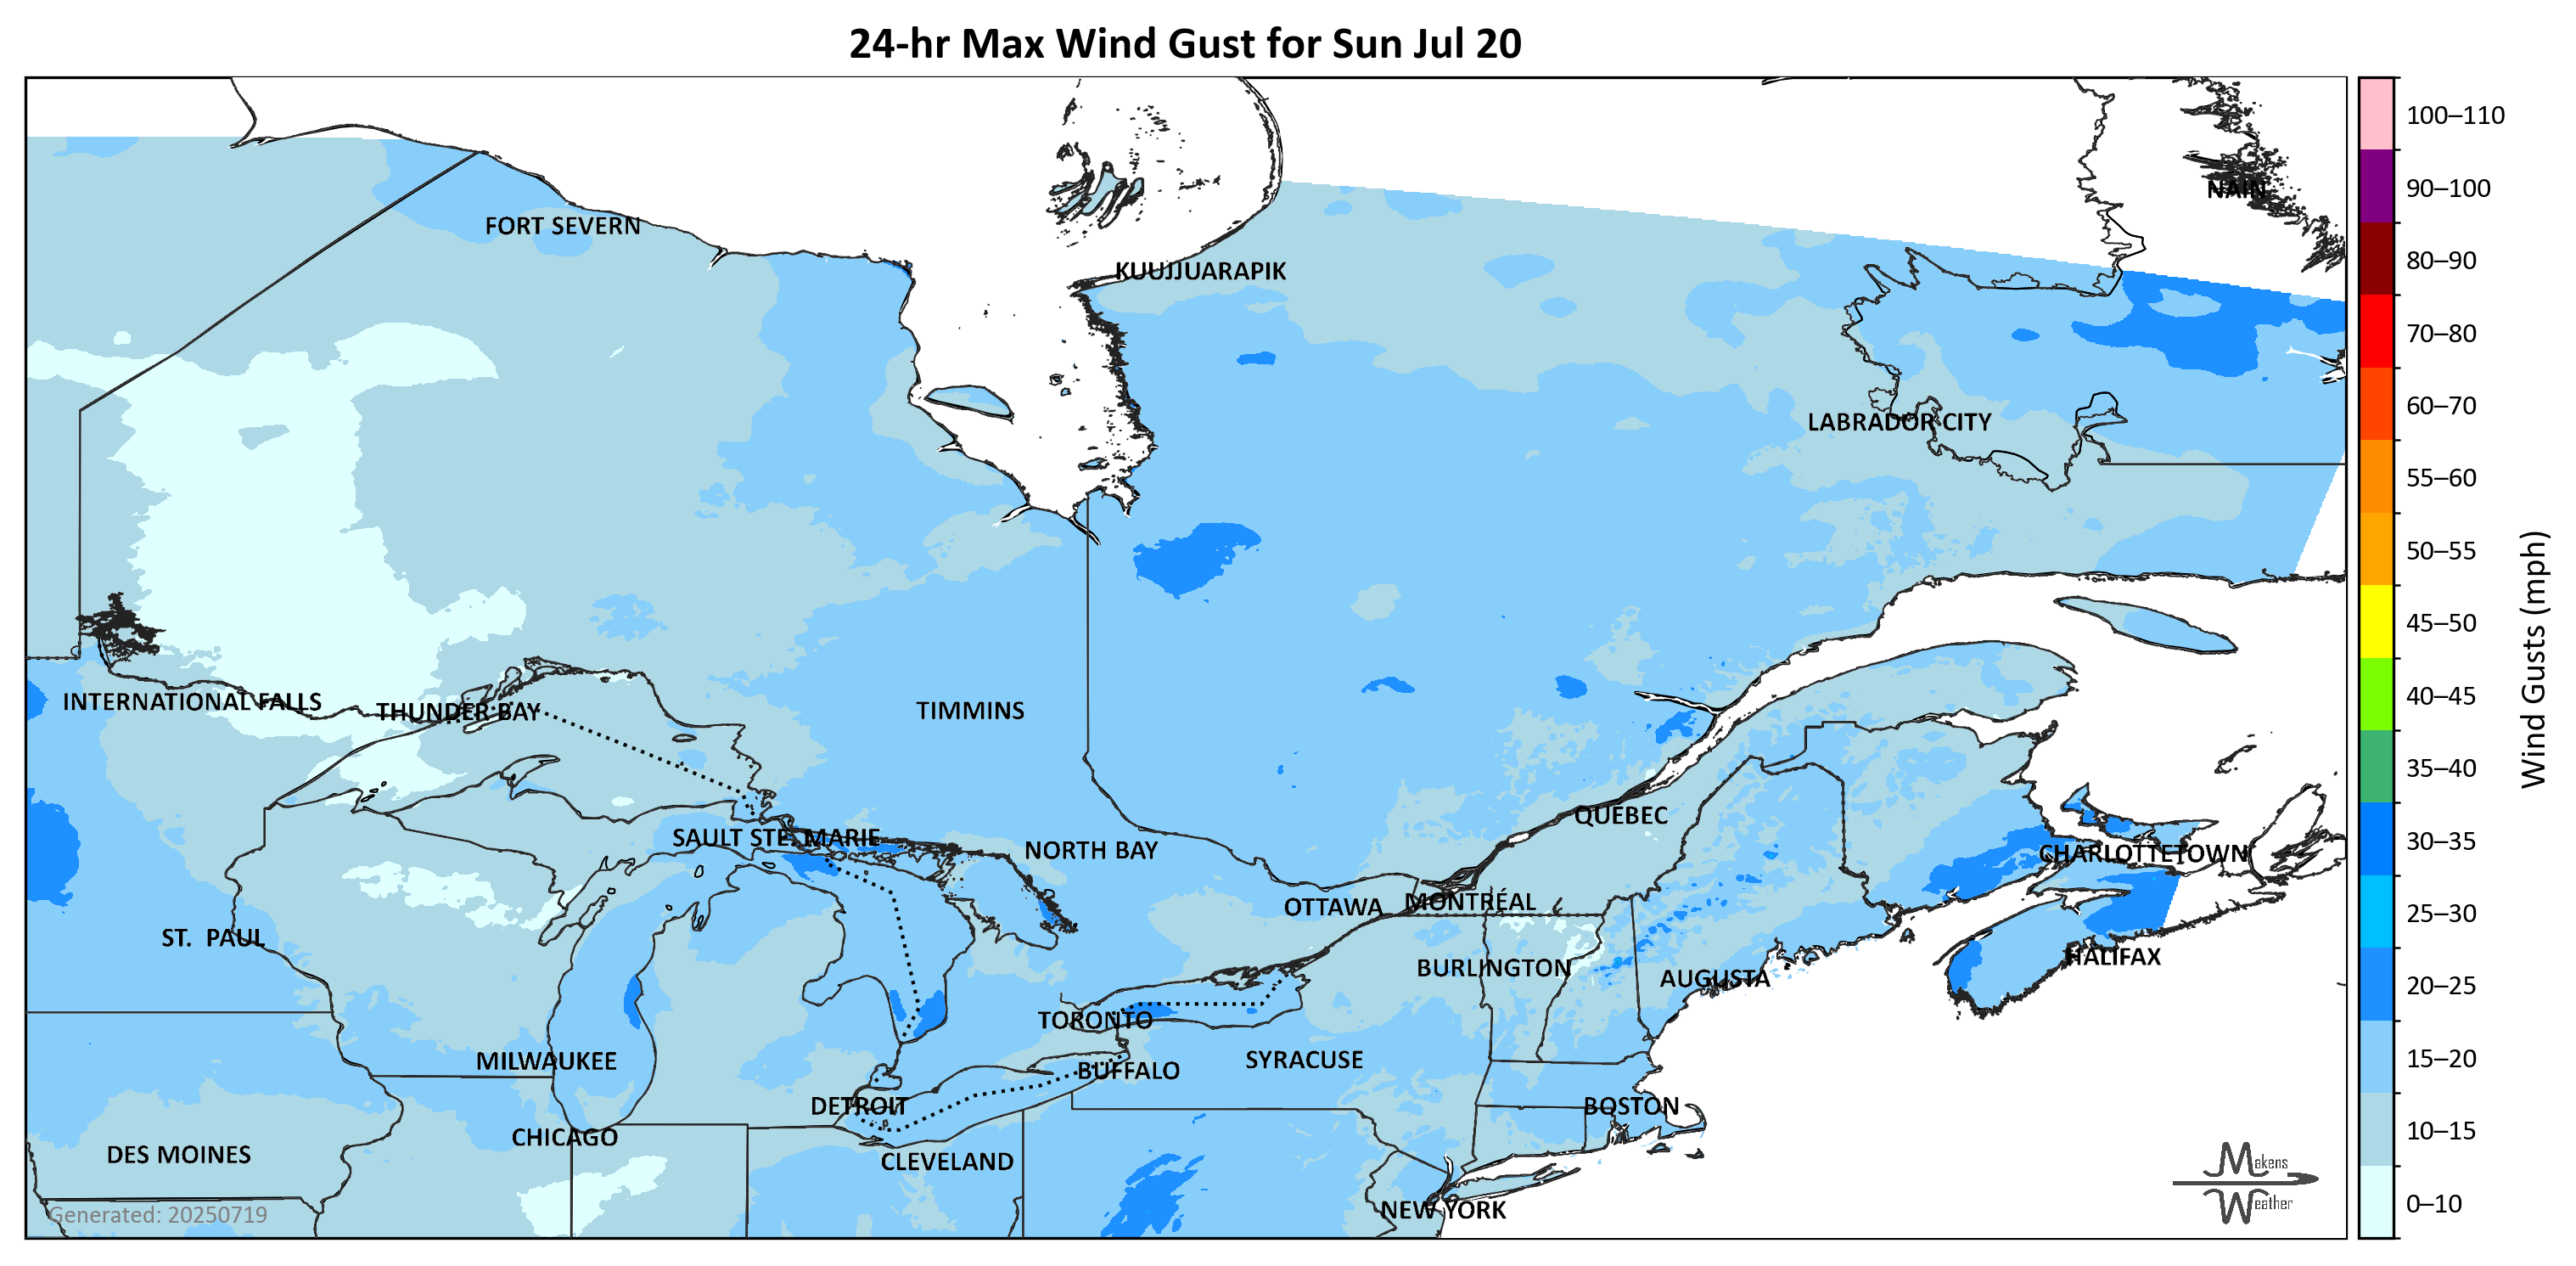 24-hr Max Wind Gust for Sun Jul 20
100–110
90–100
80–90
70–80
60–70
55–60
50–55
45–50
40–45
35–40
30–35
25–30
20–25
15–20
10–15
0–10
Wind Gusts (mph)
NAIN
FORT SEVERN
KUUJJUARAPIK
LABRADOR CITY
INTERNATIONAL FALLS
THUNDER BAY
TIMMINS
QUEBEC
SAULT STE. MARIE
NORTH BAY
CHARLOTTETOWN
OTTAWA
MONTRÉAL
ST. PAUL
HALIFAX
BURLINGTON
AUGUSTA
TORONTO
MILWAUKEE
BUFFALO
SYRACUSE
DETROIT
BOSTON
CHICAGO
DES MOINES
CLEVELAND
NEW YORK
Generated: 20250719
Makens
Weather